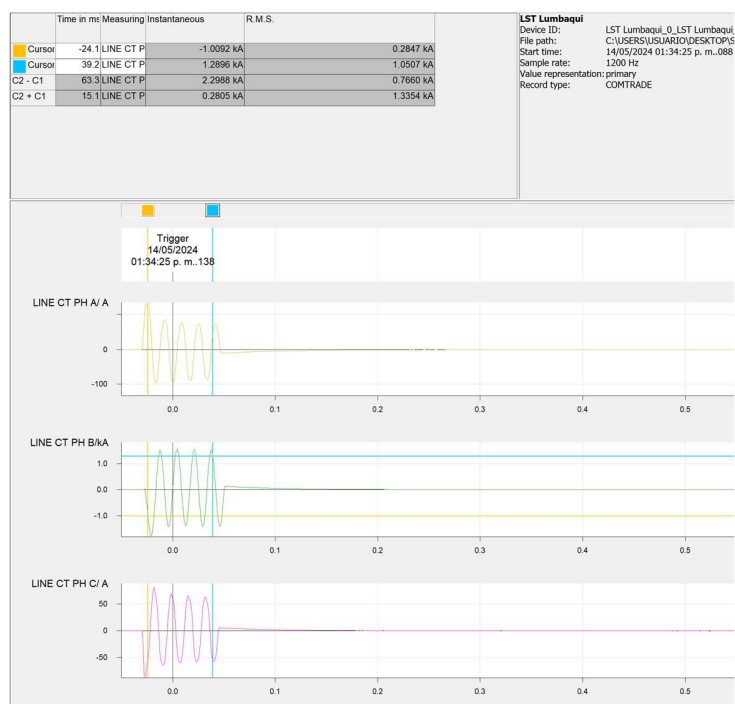 Time in ms Measuring Instantaneous R.M.S.
Cursor -24.1 LINE CT P -1.0092 kA 0.2847 kA
Cursor 39.2 LINE CT P 1.2896 kA 1.0507 kA
C2 - C1 63.3 LINE CT P 2.2988 kA 0.7660 kA
C2 + C1 15.1 LINE CT P 0.2805 kA 1.3354 kA
LST Lumbaqui
Device ID: LST Lumbaqui_0_LST Lumbaqui_
File path: C:\USERS\USUARIO\DESKTOP\S
Start time: 14/05/2024 01:34:25 p. m..088
Sample rate: 1200 Hz
Value representation: primary
Record type: COMTRADE
Trigger
14/05/2024
01:34:25 p. m..138
LINE CT PH A/ A
0
-100
0.0 0.1 0.2 0.3 0.4 0.5
LINE CT PH B/kA
1.0
0.0
-1.0
0.0 0.1 0.2 0.3 0.4 0.5
LINE CT PH C/ A
50
0
-50
0.0 0.1 0.2 0.3 0.4 0.5